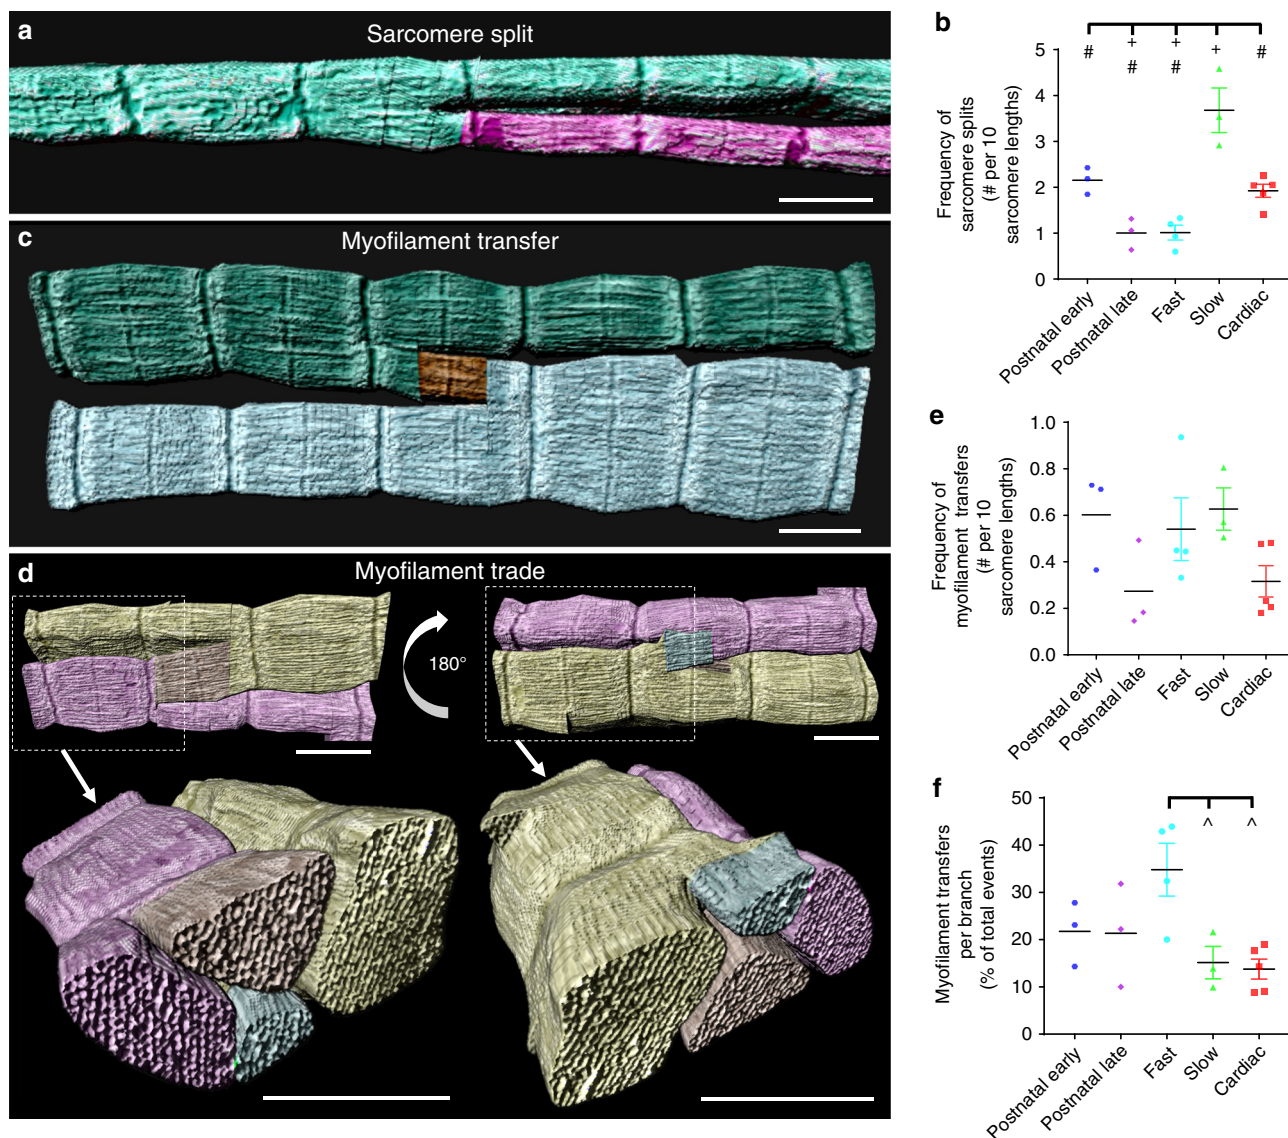 a
Sarcomere split
c
Myofilament transfer
d
Myofilament trade
180°
b
Frequency of
sarcomere splits
(# per 10
sarcomere lengths)
5
4
3
2
1
0
# + + + #
# #
Postnatal early
Postnatal late
Fast
Slow
Cardiac
e
Frequency of
myofilament transfers
(# per 10
sarcomere lengths)
1.0
0.8
0.6
0.4
0.2
0.0
Postnatal early
Postnatal late
Fast
Slow
Cardiac
f
Myofilament transfers
per branch
(% of total events)
50
40
30
20
10
0
^ ^
Postnatal early
Postnatal late
Fast
Slow
Cardiac